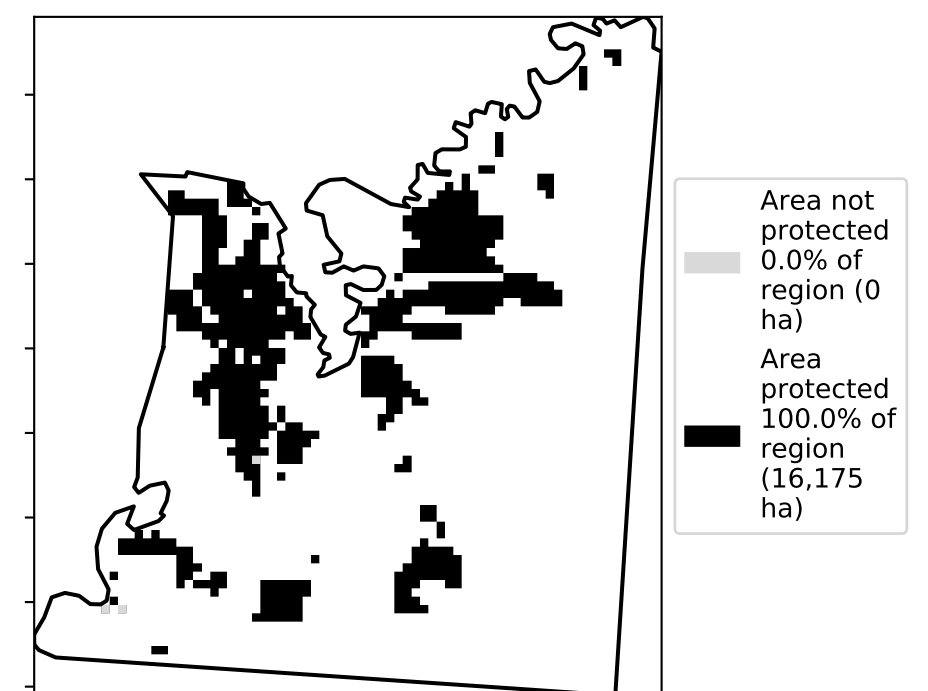 Area not
protected
0.0% of
region (0
ha)
Area
protected
100.0% of
region
(16,175
ha)